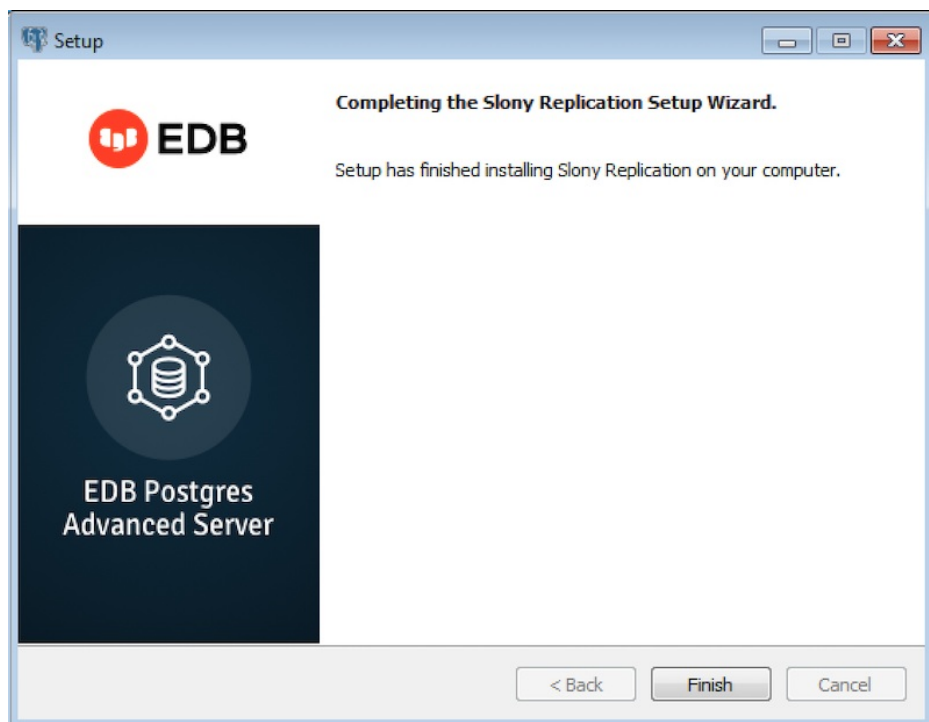 Setup
EDB
Completing the Slony Replication Setup Wizard.
Setup has finished installing Slony Replication on your computer.
EDB Postgres
Advanced Server
< Back
Finish
Cancel